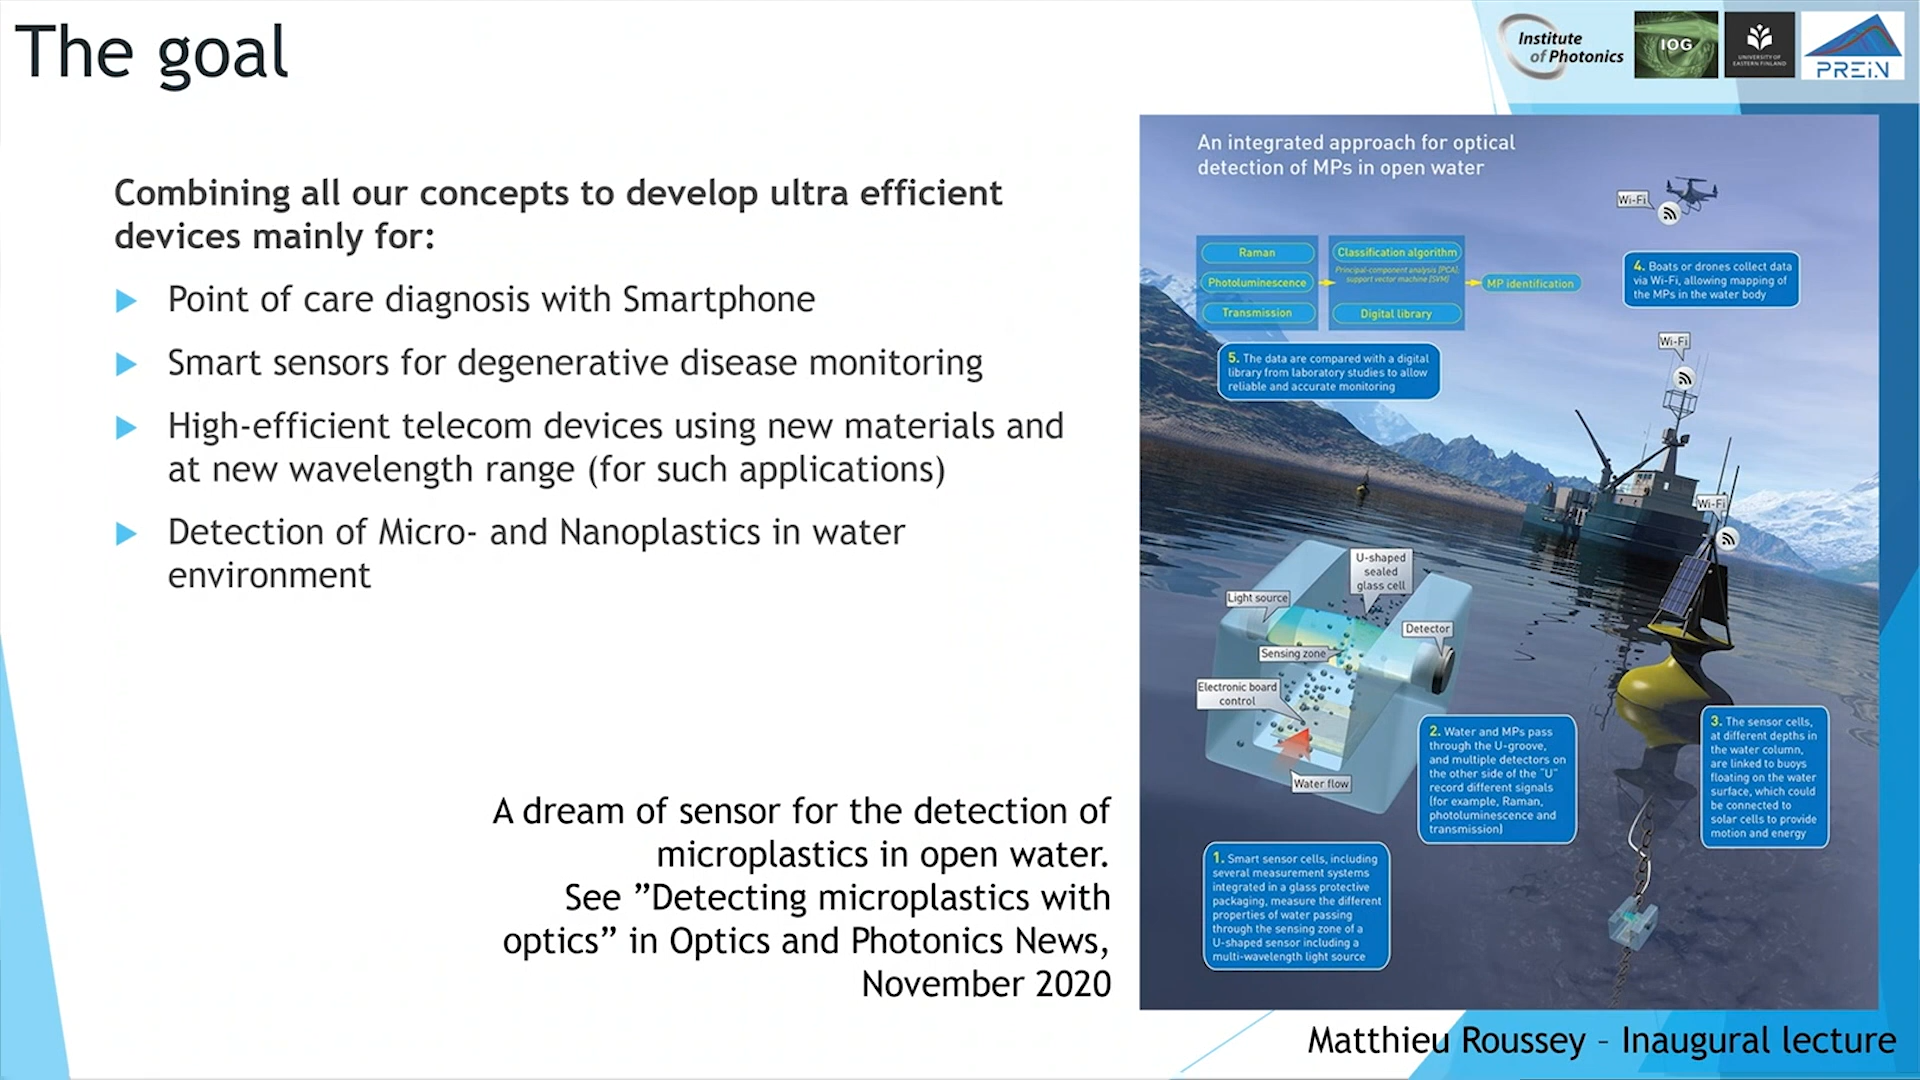 The goal
Institute
of Photonics
IOG
UNIVERSITY OF
EASTERN FINLAND
PREIN
Combining all our concepts to develop ultra efficient
devices mainly for:
Point of care diagnosis with Smartphone
Smart sensors for degenerative disease monitoring
High-efficient telecom devices using new materials and
at new wavelength range (for such applications)
Detection of Micro- and Nanoplastics in water
environment
A dream of sensor for the detection of
microplastics in open water.
See ”Detecting microplastics with
optics” in Optics and Photonics News,
November 2020
An integrated approach for optical
detection of MPs in open water
Wi-Fi
Raman
Photoluminescence
Transmission
Classification algorithm
Principal-component analysis [PCA];
support vector machine [SVM]
Digital library
MP identification
4. Boats or drones collect data
via Wi-Fi, allowing mapping of
the MPs in the water body
5. The data are compared with a digital
library from laboratory studies to allow
reliable and accurate monitoring
Wi-Fi
Wi-Fi
U-shaped
sealed
glass cell
Light source
Detector
Sensing zone
Electronic board
control
Water flow
2. Water and MPs pass
through the U-groove,
and multiple detectors on
the other side of the “U”
record different signals
(for example, Raman,
photoluminescence and
transmission)
3. The sensor cells,
at different depths in
the water column,
are linked to buoys
floating on the water
surface, which could
be connected to
solar cells to provide
motion and energy
1. Smart sensor cells, including
several measurement systems
integrated in a glass protective
packaging, measure the different
properties of water passing
through the sensing zone of a
U-shaped sensor including a
multi-wavelength light source
Matthieu Roussey – Inaugural lecture